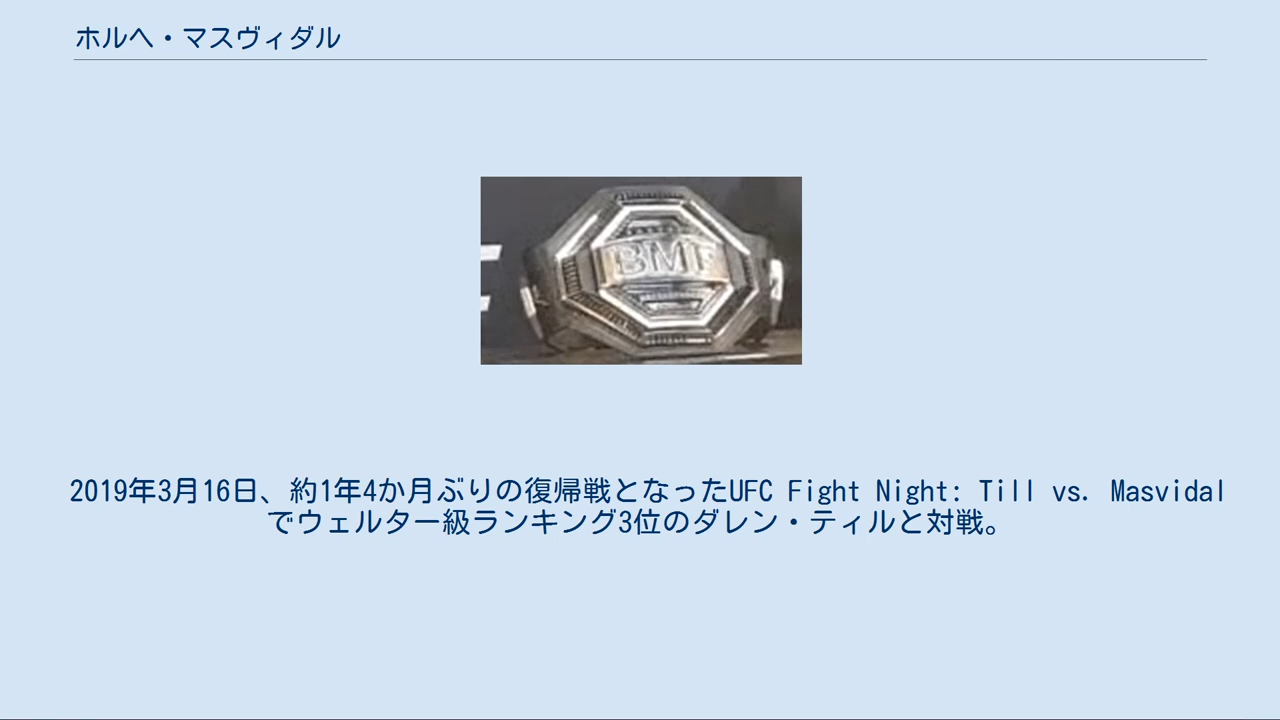 ホルヘ・マスヴィダル
BMF
2019年3月16日、約1年4か月ぶりの復帰戦となったUFC Fight Night: Till vs. Masvidal
でウェルター級ランキング3位のダレン・ティルと対戦。